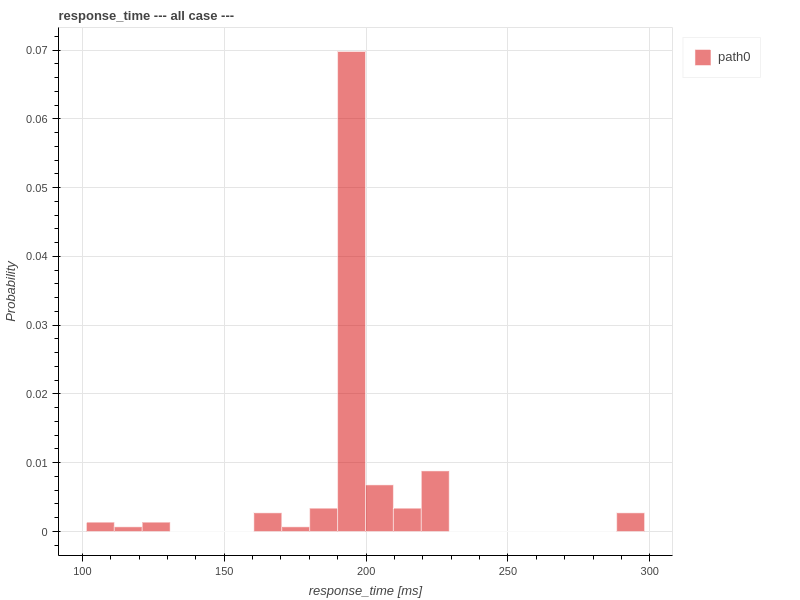 response_time --- all case ---
path0
0.07
0.06
0.05
0.04
0.03
0.02
0.01
0
Probability
100 150 200 250 300
response_time [ms]